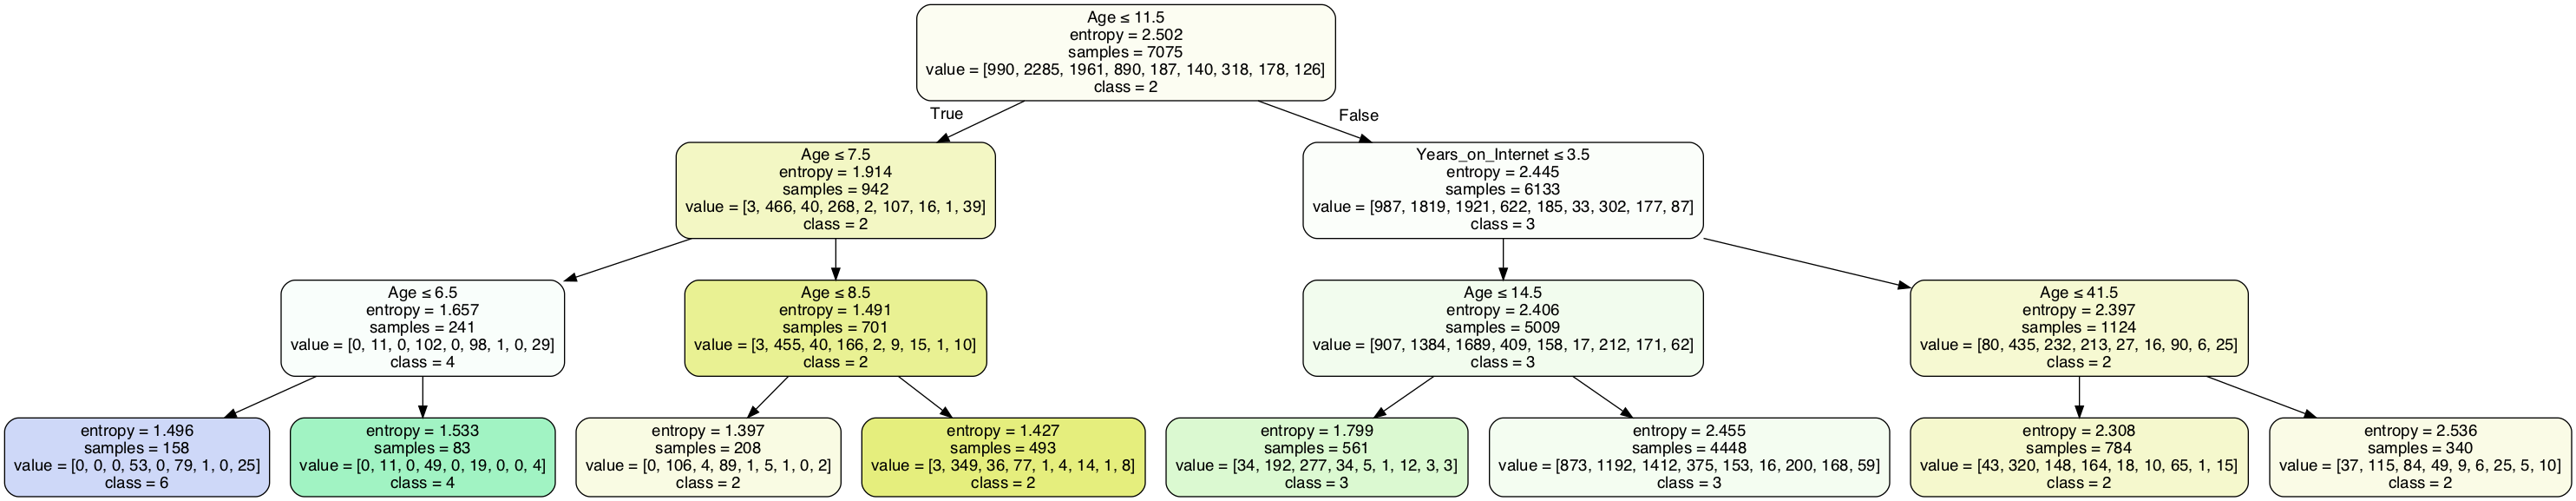 Age ≤ 11.5
entropy = 2.502
samples = 7075
value = [990, 2285, 1961, 890, 187, 140, 318, 178, 126]
class = 2
True
False
Age ≤ 7.5
entropy = 1.914
samples = 942
value = [3, 466, 40, 268, 2, 107, 16, 1, 39]
class = 2
Years_on_Internet ≤ 3.5
entropy = 2.445
samples = 6133
value = [987, 1819, 1921, 622, 185, 33, 302, 177, 87]
class = 3
Age ≤ 6.5
entropy = 1.657
samples = 241
value = [0, 11, 0, 102, 0, 98, 1, 0, 29]
class = 4
Age ≤ 8.5
entropy = 1.491
samples = 701
value = [3, 455, 40, 166, 2, 9, 15, 1, 10]
class = 2
Age ≤ 14.5
entropy = 2.406
samples = 5009
value = [907, 1384, 1689, 409, 158, 17, 212, 171, 62]
class = 3
Age ≤ 41.5
entropy = 2.397
samples = 1124
value = [80, 435, 232, 213, 27, 16, 90, 6, 25]
class = 2
entropy = 1.496
samples = 158
value = [0, 0, 0, 53, 0, 79, 1, 0, 25]
class = 6
entropy = 1.533
samples = 83
value = [0, 11, 0, 49, 0, 19, 0, 0, 4]
class = 4
entropy = 1.397
samples = 208
value = [0, 106, 4, 89, 1, 5, 1, 0, 2]
class = 2
entropy = 1.427
samples = 493
value = [3, 349, 36, 77, 1, 4, 14, 1, 8]
class = 2
entropy = 1.799
samples = 561
value = [34, 192, 277, 34, 5, 1, 12, 3, 3]
class = 3
entropy = 2.455
samples = 4448
value = [873, 1192, 1412, 375, 153, 16, 200, 168, 59]
class = 3
entropy = 2.308
samples = 784
value = [43, 320, 148, 164, 18, 10, 65, 1, 15]
class = 2
entropy = 2.536
samples = 340
value = [37, 115, 84, 49, 9, 6, 25, 5, 10]
class = 2